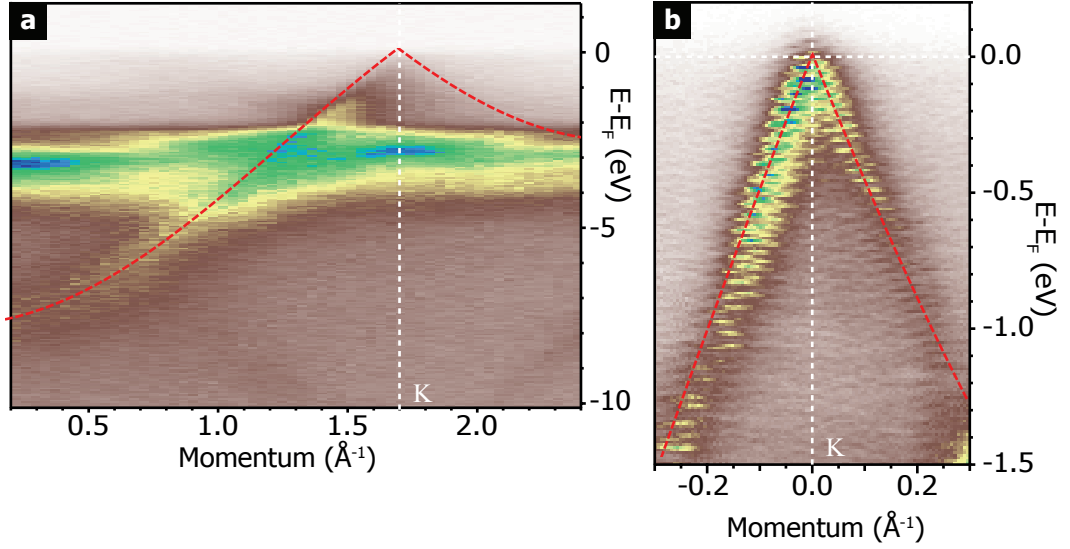 a
0
-5
-10
E-E_F (eV)
K
0.5 1.0 1.5 2.0
Momentum (Å⁻¹)
b
0.0
-0.5
-1.0
-1.5
E-E_F (eV)
K
-0.2 0.0 0.2
Momentum (Å⁻¹)